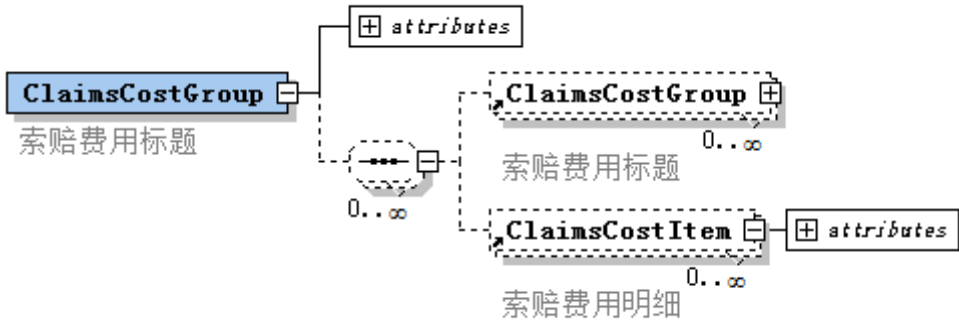 attributes
ClaimsCostGroup
索赔费用标题
0..∞
ClaimsCostGroup
0..∞
索赔费用标题
ClaimsCostItem
attributes
0..∞
索赔费用明细